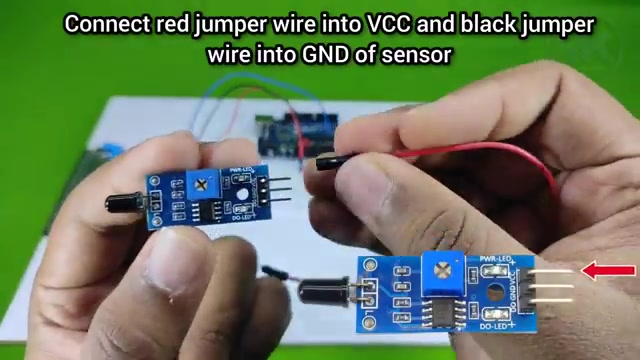 Connect red jumper wire into VCC and black jumper
wire into GND of sensor
PWR-LED
DO-LED
PWR-LED
DO GND VCC
DO-LED